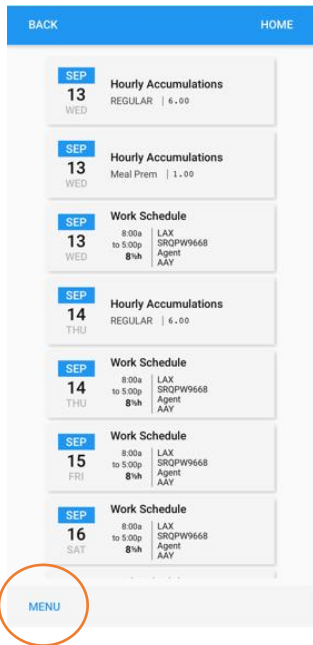 BACK HOME
SEP
13
WED
Hourly Accumulations
REGULAR | 6.00
SEP
13
WED
Hourly Accumulations
Meal Prem | 1.00
SEP
13
WED
Work Schedule
8:00a LAX
to 5:00p SRQPW9668
8½h Agent
AAY
SEP
14
THU
Hourly Accumulations
REGULAR | 6.00
SEP
14
THU
Work Schedule
8:00a LAX
to 5:00p SRQPW9668
8½h Agent
AAY
SEP
15
FRI
Work Schedule
8:00a LAX
to 5:00p SRQPW9668
8½h Agent
AAY
SEP
16
SAT
Work Schedule
8:00a LAX
to 5:00p SRQPW9668
8½h Agent
AAY
MENU